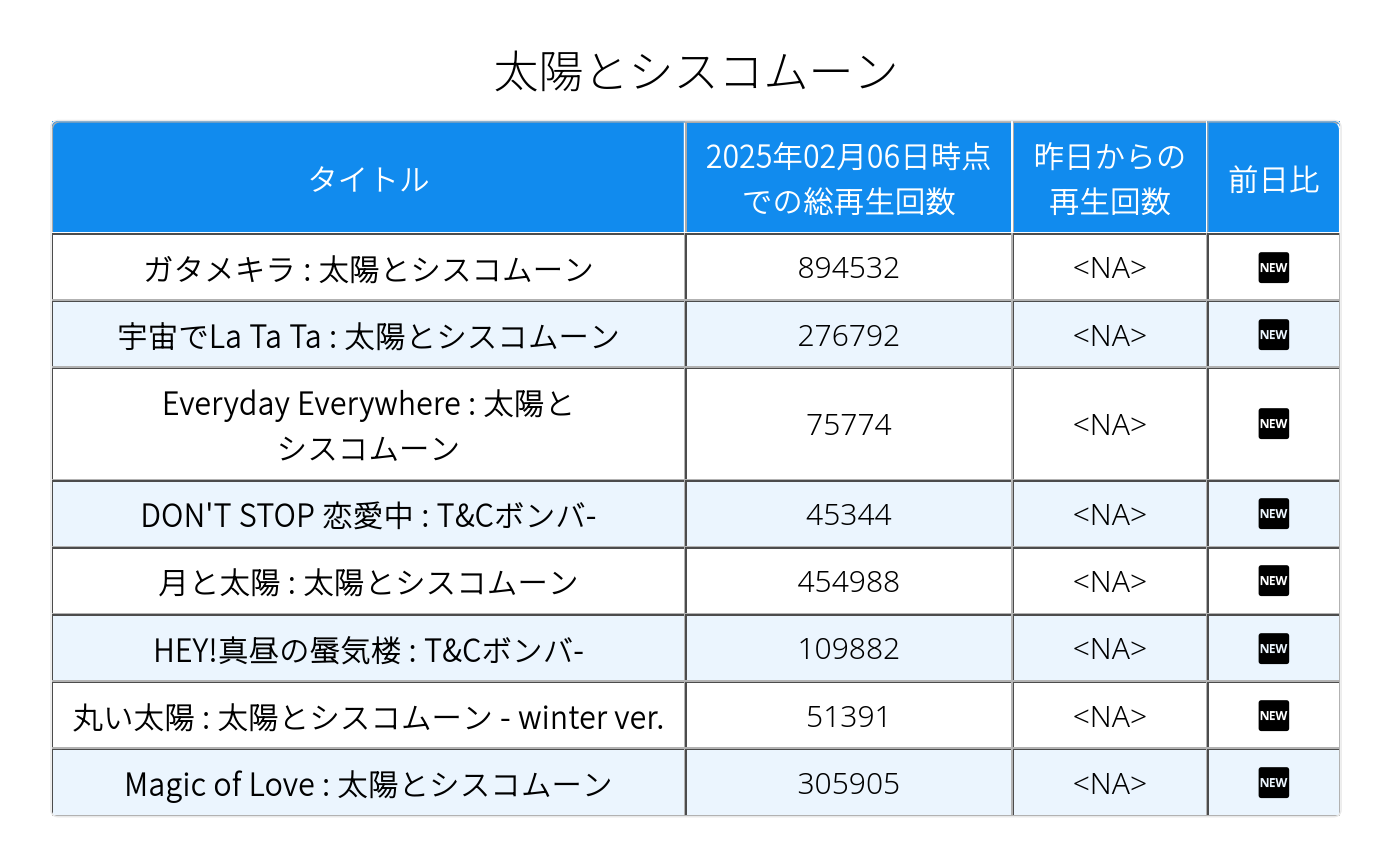 太陽とシスコムーン
タイトル
2025年02月06日時点
での総再生回数
昨日からの
再生回数
前日比
ガタメキラ : 太陽とシスコムーン
894532
<NA>
NEW
宇宙でLa Ta Ta : 太陽とシスコムーン
276792
<NA>
NEW
Everyday Everywhere : 太陽と
シスコムーン
75774
<NA>
NEW
DON'T STOP 恋愛中 : T&Cボンバ-
45344
<NA>
NEW
月と太陽 : 太陽とシスコムーン
454988
<NA>
NEW
HEY!真昼の蜃気楼 : T&Cボンバ-
109882
<NA>
NEW
丸い太陽 : 太陽とシスコムーン - winter ver.
51391
<NA>
NEW
Magic of Love : 太陽とシスコムーン
305905
<NA>
NEW